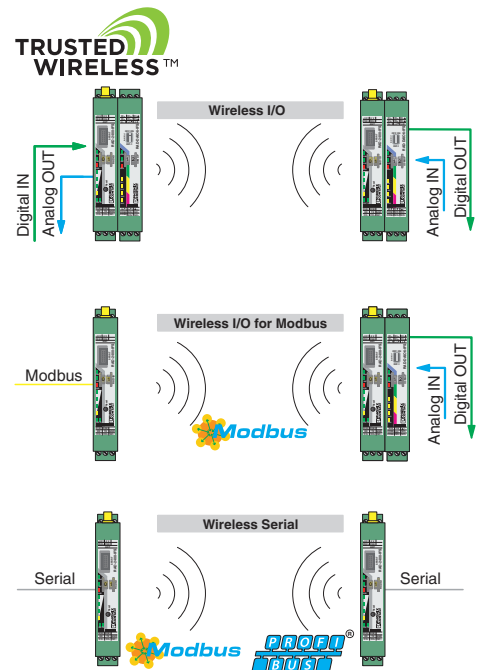 TRUSTED
WIRELESS™
Wireless I/O
Digital IN
Analog OUT
Analog IN
Digital OUT
Wireless I/O for Modbus
Modbus
Analog IN
Digital OUT
Modbus
Wireless Serial
Serial
Serial
Modbus
PROFI®
BUS